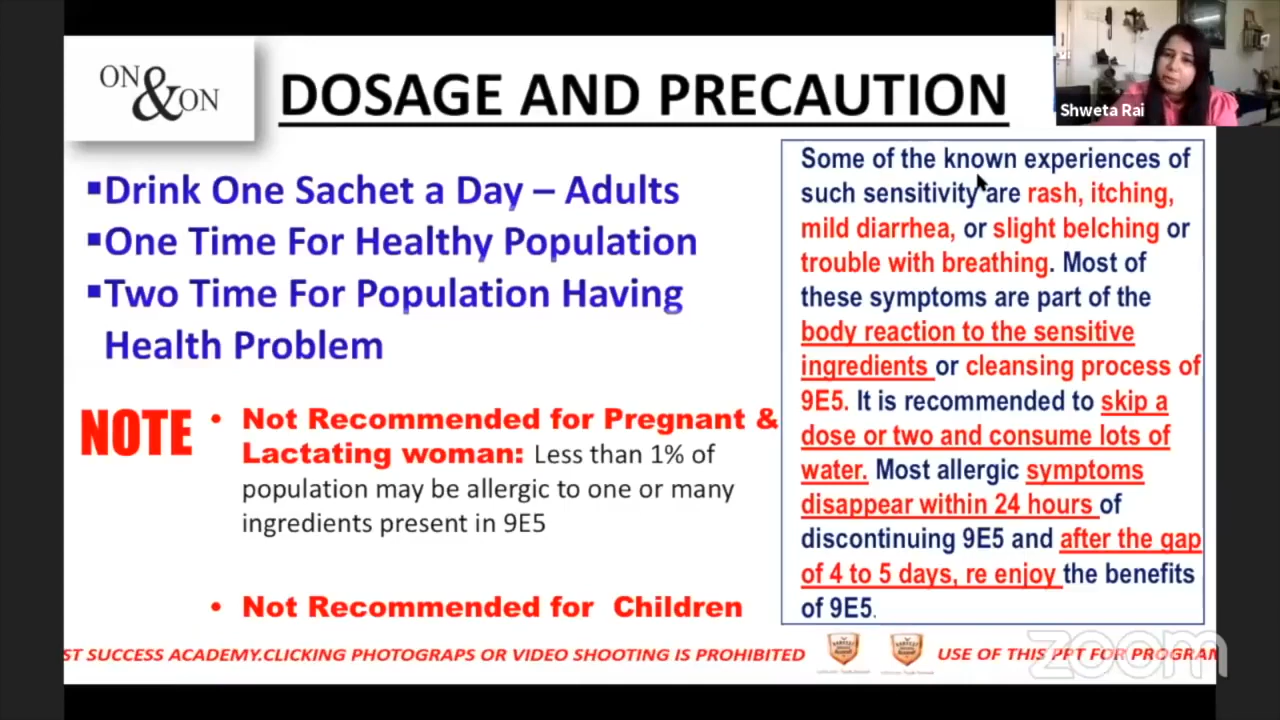 ON & ON
DOSAGE AND PRECAUTION
Shweta Rai
▪Drink One Sachet a Day – Adults
▪One Time For Healthy Population
▪Two Time For Population Having
Health Problem
NOTE
• Not Recommended for Pregnant &
Lactating woman: Less than 1% of
population may be allergic to one or many
ingredients present in 9E5
• Not Recommended for Children
Some of the known experiences of
such sensitivity are rash, itching,
mild diarrhea, or slight belching or
trouble with breathing. Most of
these symptoms are part of the
body reaction to the sensitive
ingredients or cleansing process of
9E5. It is recommended to skip a
dose or two and consume lots of
water. Most allergic symptoms
disappear within 24 hours of
discontinuing 9E5 and after the gap
of 4 to 5 days, re enjoy the benefits
of 9E5.
ST SUCCESS ACADEMY.CLICKING PHOTOGRAPS OR VIDEO SHOOTING IS PROHIBITED
USE OF THIS PPT FOR PROGRAM
zoom